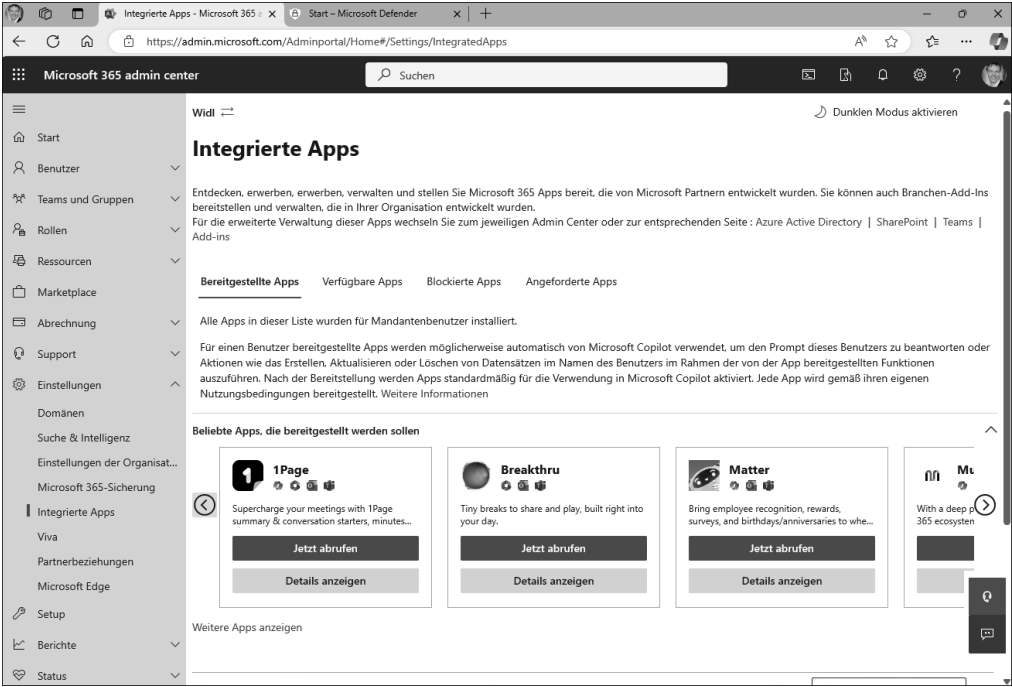 Integrierte Apps - Microsoft 365 a
Start – Microsoft Defender
https://admin.microsoft.com/Adminportal/Home#/Settings/IntegratedApps
Microsoft 365 admin center
Suchen
Widl
Dunklen Modus aktivieren
Start
Benutzer
Teams und Gruppen
Rollen
Ressourcen
Marketplace
Abrechnung
Support
Einstellungen
Domänen
Suche & Intelligenz
Einstellungen der Organisat...
Microsoft 365-Sicherung
Integrierte Apps
Viva
Partnerbeziehungen
Microsoft Edge
Setup
Berichte
Status
Integrierte Apps
Entdecken, erwerben, erwerben, verwalten und stellen Sie Microsoft 365 Apps bereit, die von Microsoft Partnern entwickelt wurden. Sie können auch Branchen-Add-Ins
bereitstellen und verwalten, die in Ihrer Organisation entwickelt wurden.
Für die erweiterte Verwaltung dieser Apps wechseln Sie zum jeweiligen Admin Center oder zur entsprechenden Seite : Azure Active Directory | SharePoint | Teams |
Add-ins
Bereitgestellte Apps Verfügbare Apps Blockierte Apps Angeforderte Apps
Alle Apps in dieser Liste wurden für Mandantenbenutzer installiert.
Für einen Benutzer bereitgestellte Apps werden möglicherweise automatisch von Microsoft Copilot verwendet, um den Prompt dieses Benutzers zu beantworten oder
Aktionen wie das Erstellen, Aktualisieren oder Löschen von Datensätzen im Namen des Benutzers im Rahmen der von der App bereitgestellten Funktionen
auszuführen. Nach der Bereitstellung werden Apps standardmäßig für die Verwendung in Microsoft Copilot aktiviert. Jede App wird gemäß ihren eigenen
Nutzungsbedingungen bereitgestellt. Weitere Informationen
Beliebte Apps, die bereitgestellt werden sollen
1
1Page
Supercharge your meetings with 1Page
summary & conversation starters, minutes...
Jetzt abrufen
Details anzeigen
Breakthru
Tiny breaks to share and play, built right into
your day.
Jetzt abrufen
Details anzeigen
Matter
Bring employee recognition, rewards,
surveys, and birthdays/anniversaries to whe...
Jetzt abrufen
Details anzeigen
Mu
With a deep p
365 ecosysten
Weitere Apps anzeigen